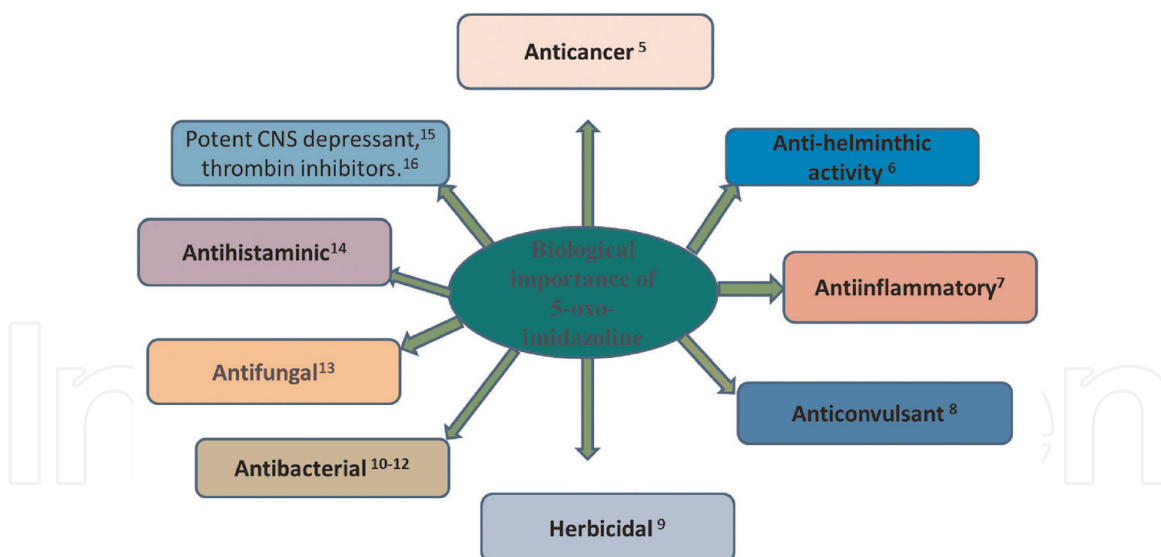 Anticancer ⁵
Potent CNS depressant,¹⁵
thrombin inhibitors.¹⁶
Anti-helminthic
activity ⁶
Antihistaminic¹⁴
Biological
importance of
5-oxo-
imidazoline
Antiinflammatory⁷
Antifungal¹³
Anticonvulsant ⁸
Antibacterial ¹⁰⁻¹²
Herbicidal ⁹